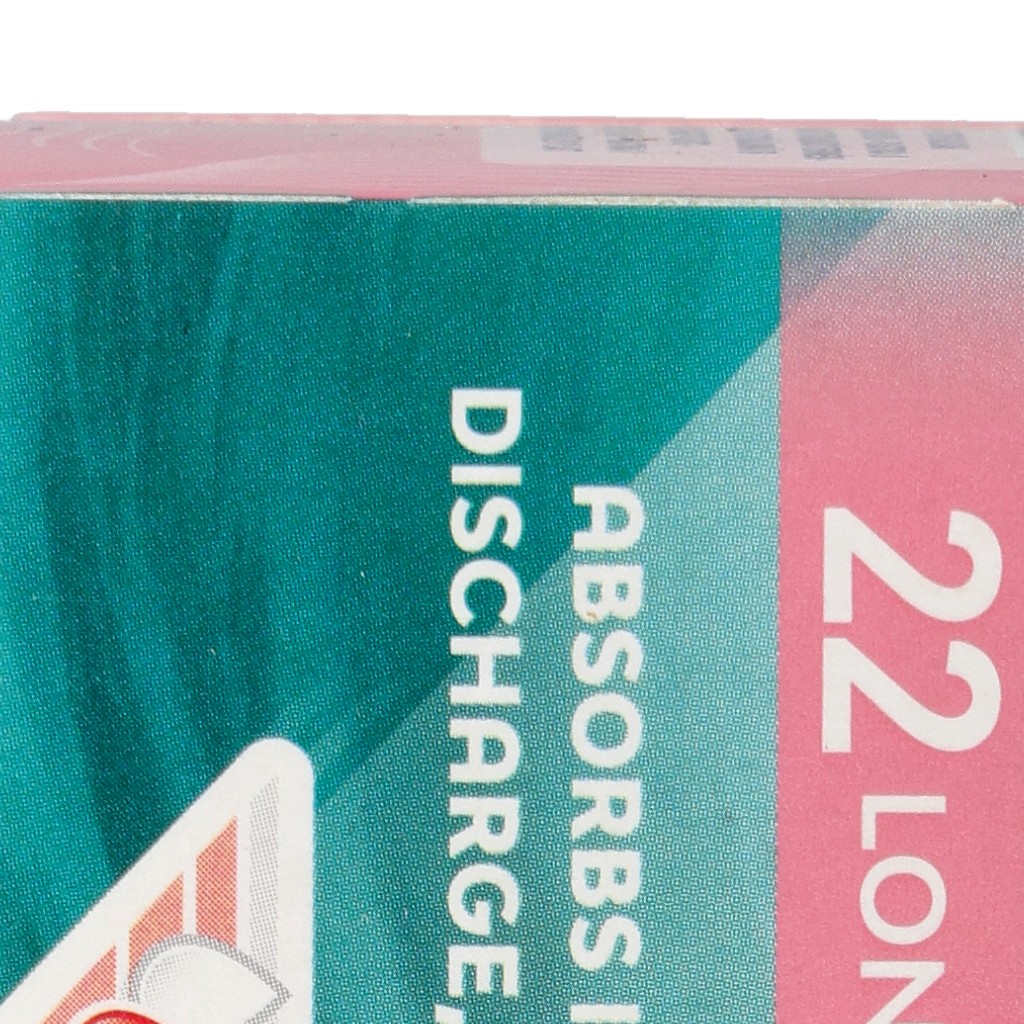 22 LON
ABSORBS
DISCHARGE,